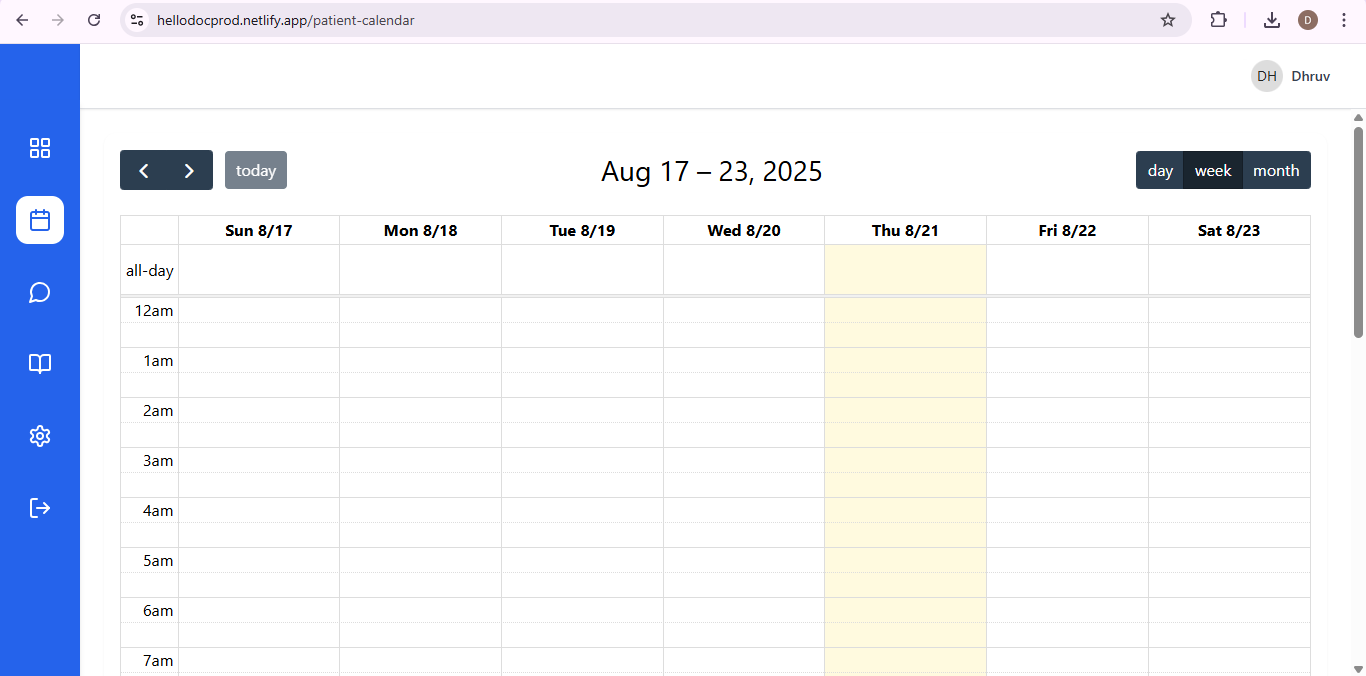 hellodocprod.netlify.app/patient-calendar
D
DH Dhruv
today
Aug 17 – 23, 2025
day week month
Sun 8/17 Mon 8/18 Tue 8/19 Wed 8/20 Thu 8/21 Fri 8/22 Sat 8/23
all-day
12am
1am
2am
3am
4am
5am
6am
7am